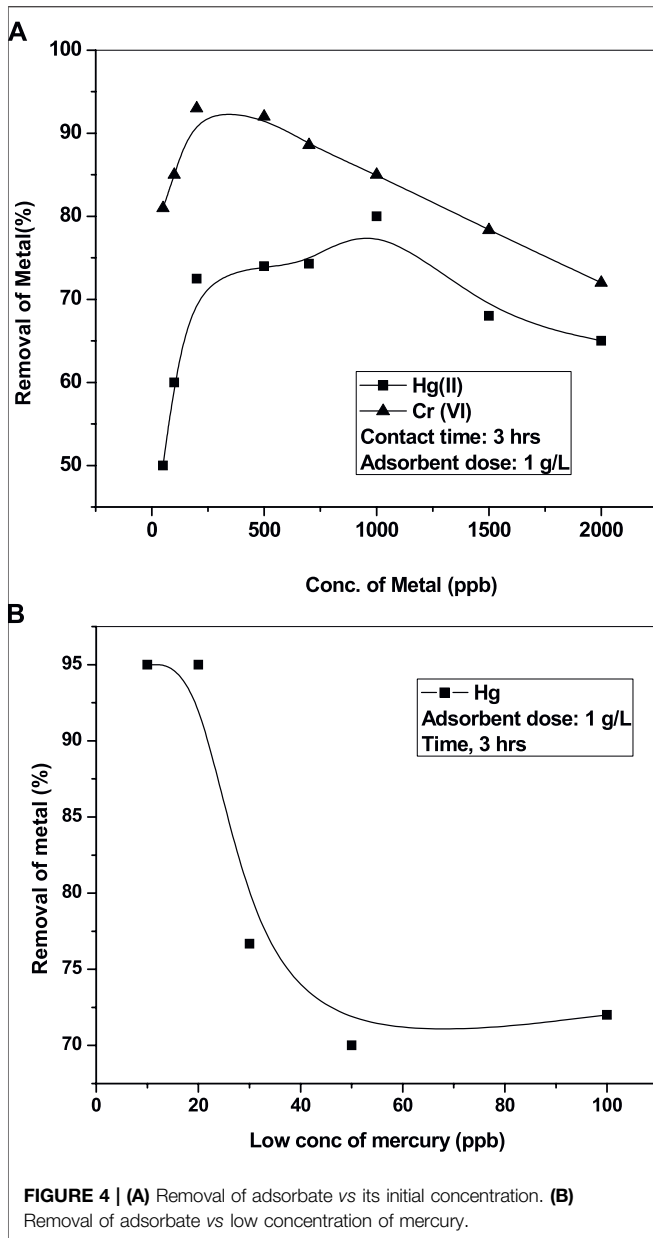 A
100
90
80
70
60
50
Removal of Metal(%)
Hg(II)
Cr (VI)
Contact time: 3 hrs
Adsorbent dose: 1 g/L
0
500
1000
1500
2000
Conc. of Metal (ppb)
B
95
90
85
80
75
70
Removal of metal (%)
Hg
Adsorbent dose: 1 g/L
Time, 3 hrs
0
20
40
60
80
100
Low conc of mercury (ppb)
FIGURE 4 | (A) Removal of adsorbate vs its initial concentration. (B)
Removal of adsorbate vs low concentration of mercury.